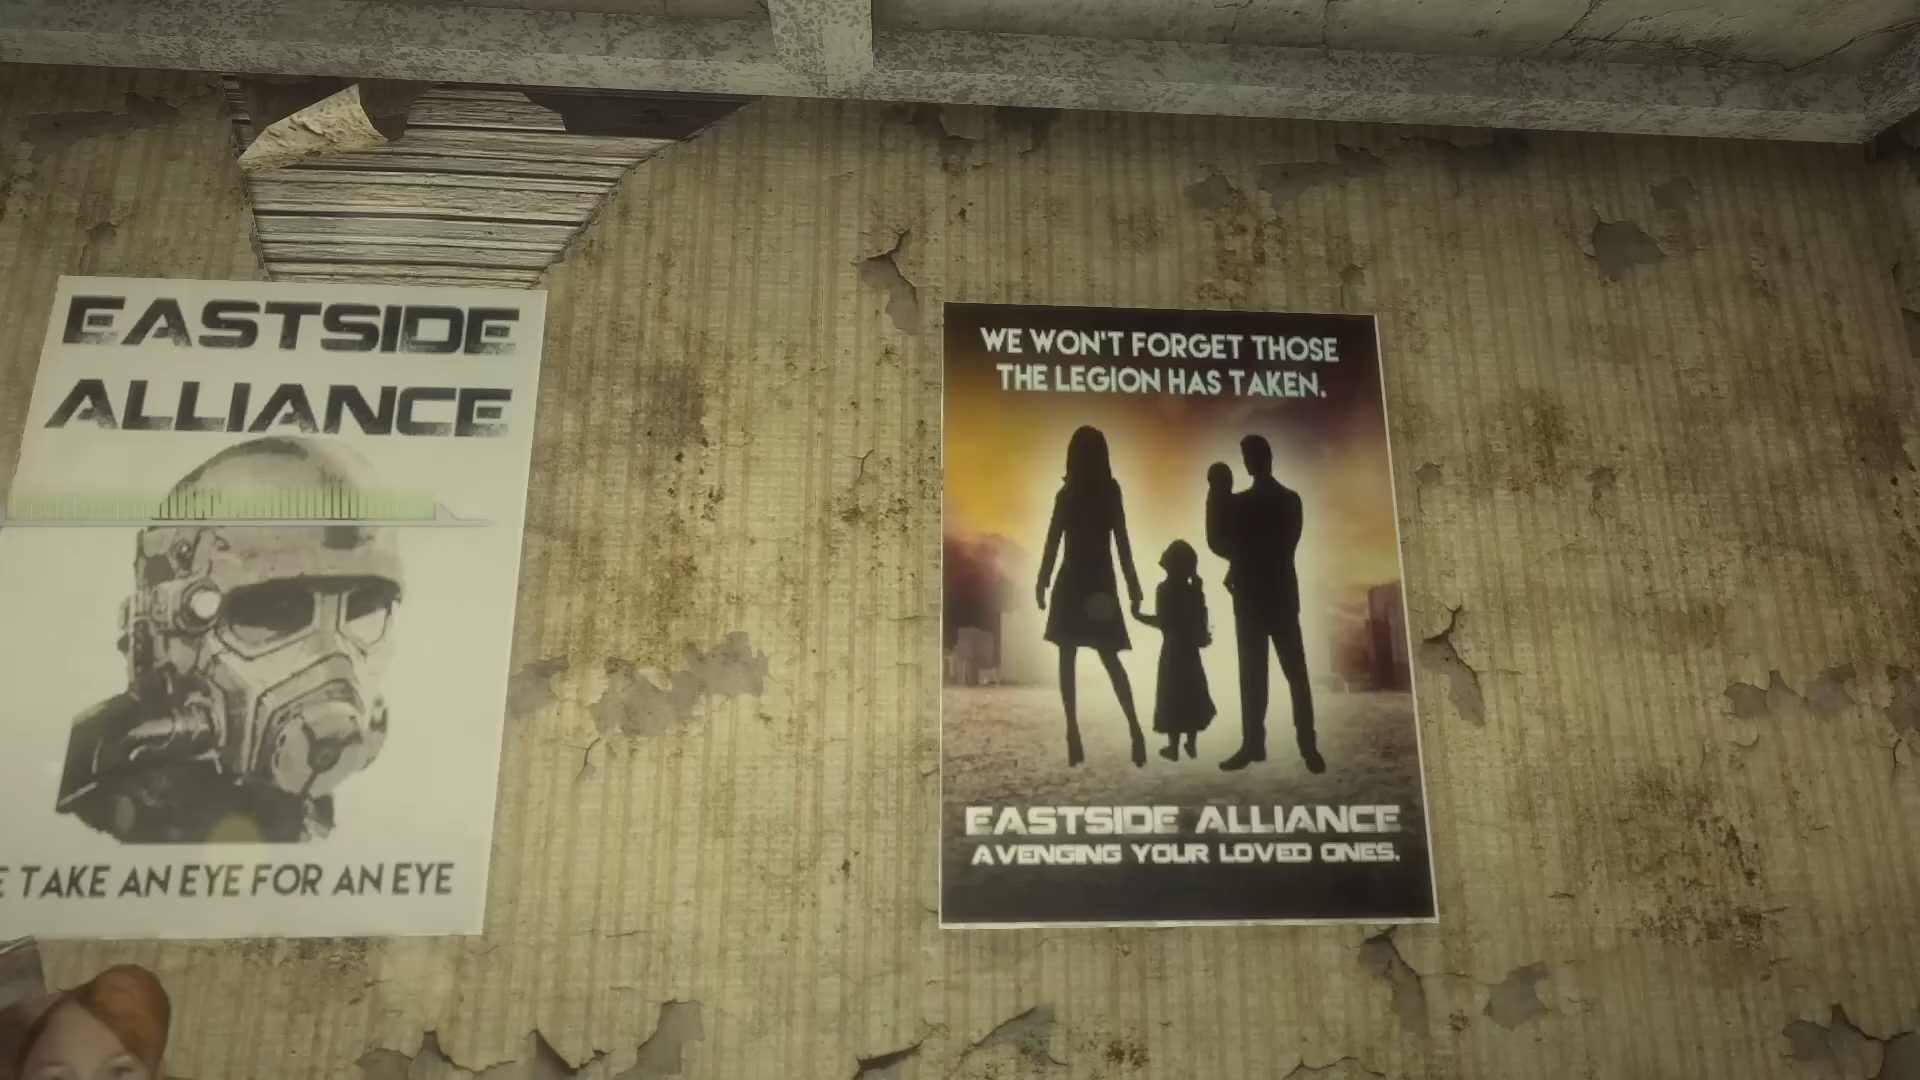 EASTSIDE
ALLIANCE
TAKE AN EYE FOR AN EYE
WE WON'T FORGET THOSE
THE LEGION HAS TAKEN.
EASTSIDE ALLIANCE
AVENGING YOUR LOVED ONES.